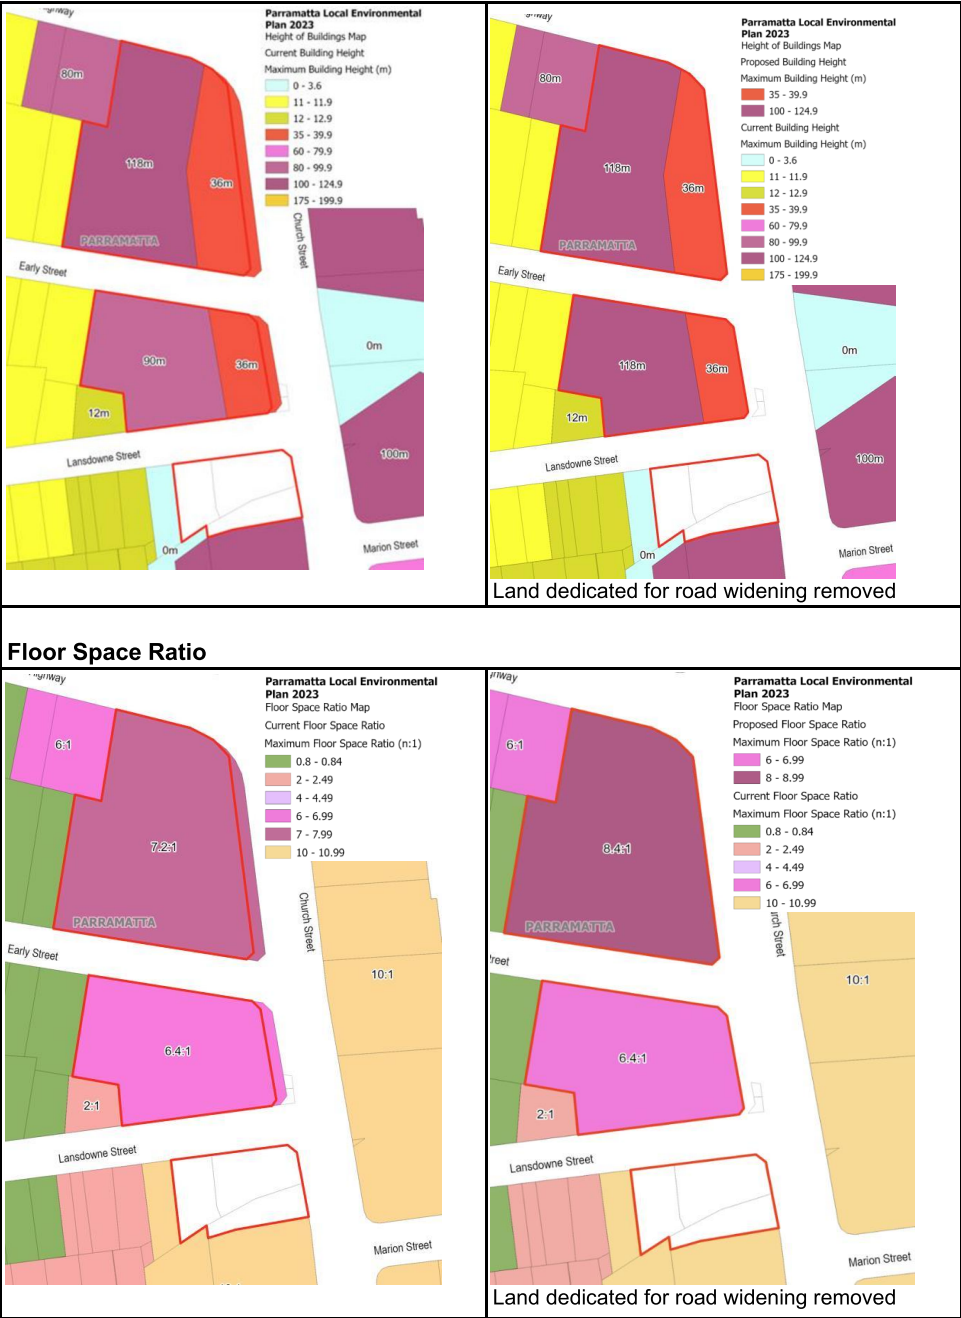 Highway
Parramatta Local Environmental
Plan 2023
Height of Buildings Map
Current Building Height
Maximum Building Height (m)
0 - 3.6
11 - 11.9
12 - 12.9
35 - 39.9
60 - 79.9
80 - 99.9
100 - 124.9
175 - 199.9
80m
118m
36m
PARRAMATTA
Church Street
Early Street
90m
36m
0m
12m
100m
Lansdowne Street
0m
Marion Street
Parramatta Local Environmental
Plan 2023
Height of Buildings Map
Proposed Building Height
Maximum Building Height (m)
35 - 39.9
100 - 124.9
Current Building Height
Maximum Building Height (m)
0 - 3.6
11 - 11.9
12 - 12.9
35 - 39.9
60 - 79.9
80 - 99.9
100 - 124.9
175 - 199.9
80m
118m
36m
PARRAMATTA
Early Street
118m
36m
0m
12m
100m
Lansdowne Street
0m
Marion Street
Land dedicated for road widening removed
Floor Space Ratio
Parramatta Local Environmental
Plan 2023
Floor Space Ratio Map
Current Floor Space Ratio
Maximum Floor Space Ratio (n:1)
0.8 - 0.84
2 - 2.49
4 - 4.49
6 - 6.99
7 - 7.99
10 - 10.99
6:1
7.2:1
PARRAMATTA
Church Street
Early Street
10:1
6.4:1
2:1
Lansdowne Street
Marion Street
Parramatta Local Environmental
Plan 2023
Floor Space Ratio Map
Proposed Floor Space Ratio
Maximum Floor Space Ratio (n:1)
6 - 6.99
8 - 8.99
Current Floor Space Ratio
Maximum Floor Space Ratio (n:1)
0.8 - 0.84
2 - 2.49
4 - 4.49
6 - 6.99
10 - 10.99
6:1
8.4:1
PARRAMATTA
urch Street
reet
10:1
6.4:1
2:1
Lansdowne Street
Marion Street
Land dedicated for road widening removed